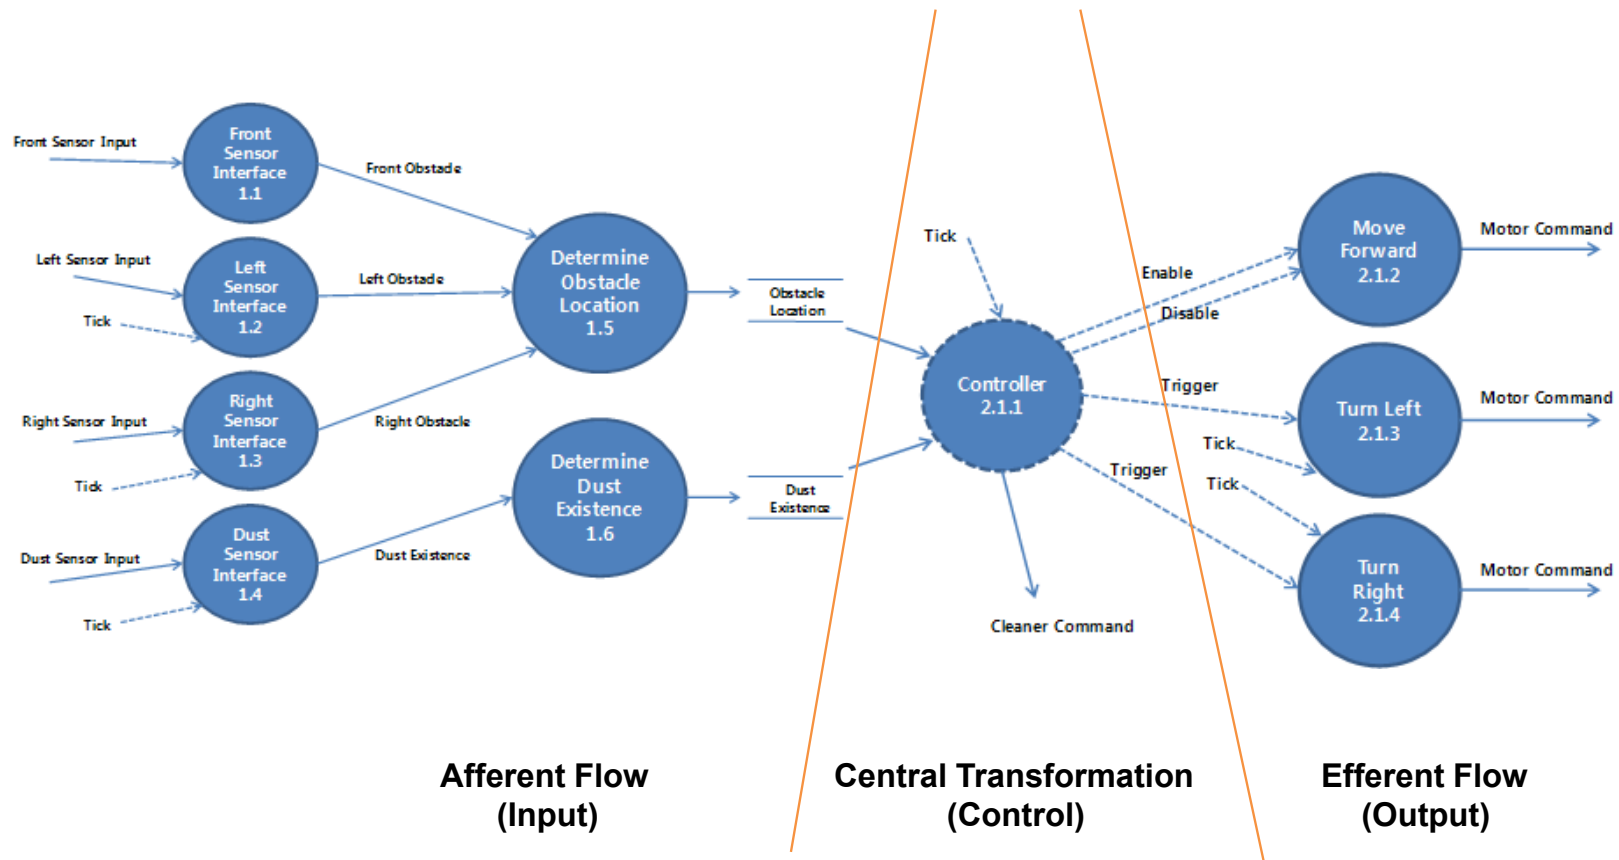 Front Sensor Input
Front
Sensor
Interface
1.1
Front Obstacle
Left Sensor Input
Tick
Left
Sensor
Interface
1.2
Left Obstacle
Right Sensor Input
Tick
Right
Sensor
Interface
1.3
Right Obstacle
Dust Sensor Input
Tick
Dust
Sensor
Interface
1.4
Dust Existence
Determine
Obstacle
Location
1.5
Determine
Dust
Existence
1.6
Obstacle
Location
Dust
Existence
Tick
Controller
2.1.1
Cleaner Command
Enable
Disable
Trigger
Trigger
Tick
Tick
Move
Forward
2.1.2
Motor Command
Turn Left
2.1.3
Motor Command
Turn
Right
2.1.4
Motor Command
Afferent Flow
(Input)
Central Transformation
(Control)
Efferent Flow
(Output)